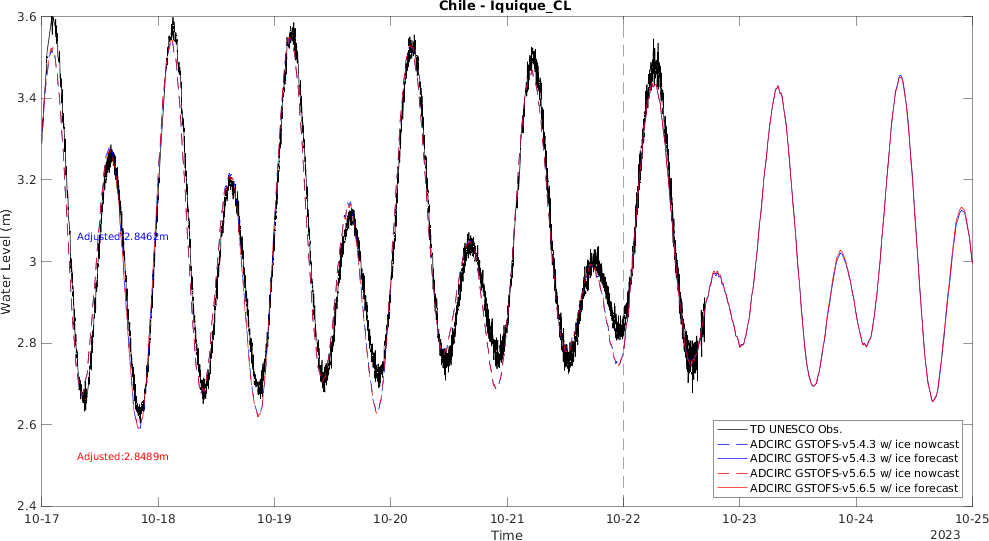 Chile - Iquique_CL
3.6
3.4
3.2
3
2.8
2.6
2.4
Water Level (m)
Adjusted:2.8462m
Adjusted:2.8489m
TD UNESCO Obs.
ADCIRC GSTOFS-v5.4.3 w/ ice nowcast
ADCIRC GSTOFS-v5.4.3 w/ ice forecast
ADCIRC GSTOFS-v5.6.5 w/ ice nowcast
ADCIRC GSTOFS-v5.6.5 w/ ice forecast
10-17 10-18 10-19 10-20 10-21 10-22 10-23 10-24 10-25
Time
2023